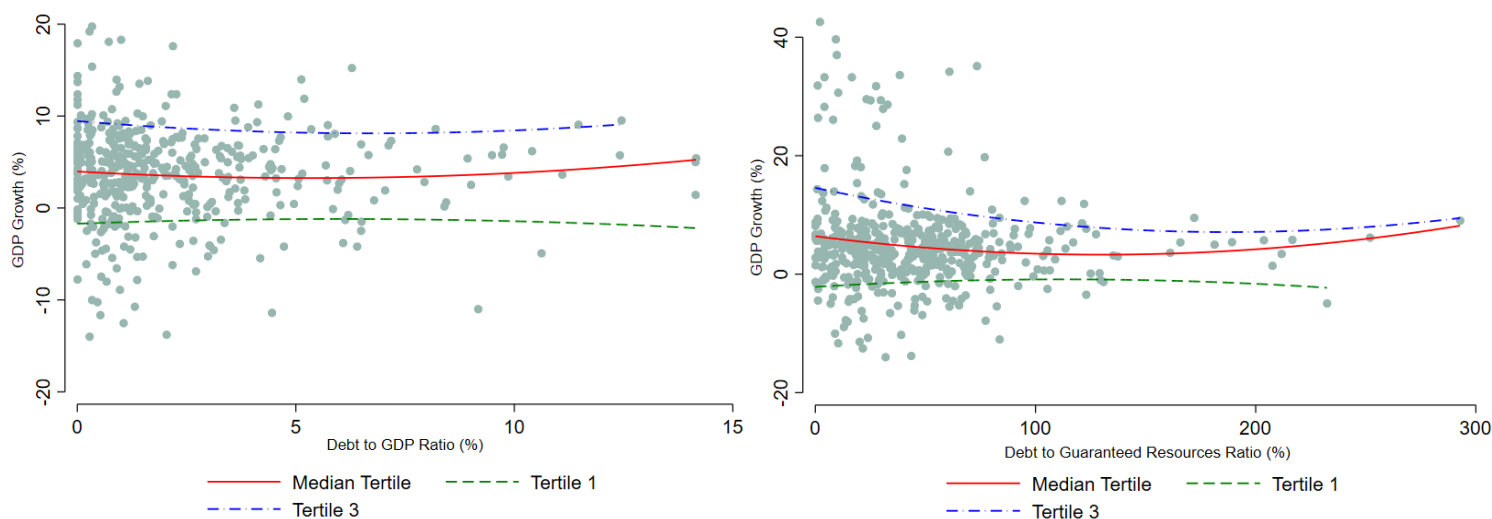 20
10
0
-10
-20
GDP Growth (%)
0
5
10
15
Debt to GDP Ratio (%)
Median Tertile
Tertile 1
Tertile 3
40
20
0
-20
GDP Growth (%)
0
100
200
300
Debt to Guaranteed Resources Ratio (%)
Median Tertile
Tertile 1
Tertile 3